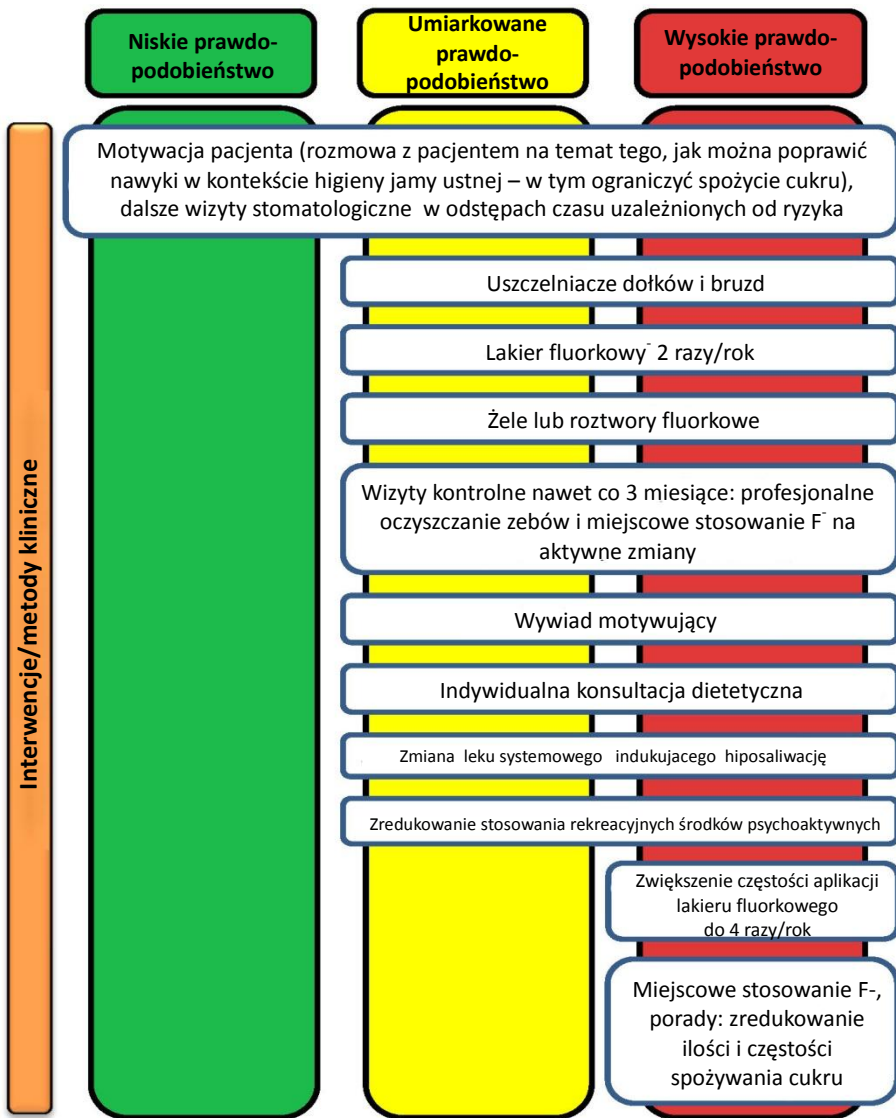 Niskie prawdo-
podobieństwo
Umiarkowane
prawdo-
podobieństwo
Wysokie prawdo-
podobieństwo
Interwencje/metody kliniczne
Motywacja pacjenta (rozmowa z pacjentem na temat tego, jak można poprawić
nawyki w kontekście higieny jamy ustnej – w tym ograniczyć spożycie cukru),
dalsze wizyty stomatologiczne w odstępach czasu uzależnionych od ryzyka
Uszczelniacze dołków i bruzd
Lakier fluorkowy⁻ 2 razy/rok
Żele lub roztwory fluorkowe
Wizyty kontrolne nawet co 3 miesiące: profesjonalne
oczyszczanie zebów i miejscowe stosowanie F⁻ na
aktywne zmiany
Wywiad motywujący
Indywidualna konsultacja dietetyczna
Zmiana leku systemowego indukujacego hiposaliwację
Zredukowanie stosowania rekreacyjnych środków psychoaktywnych
Zwiększenie częstości aplikacji
lakieru fluorkowego
do 4 razy/rok
Miejscowe stosowanie F-,
porady: zredukowanie
ilości i częstości
spożywania cukru